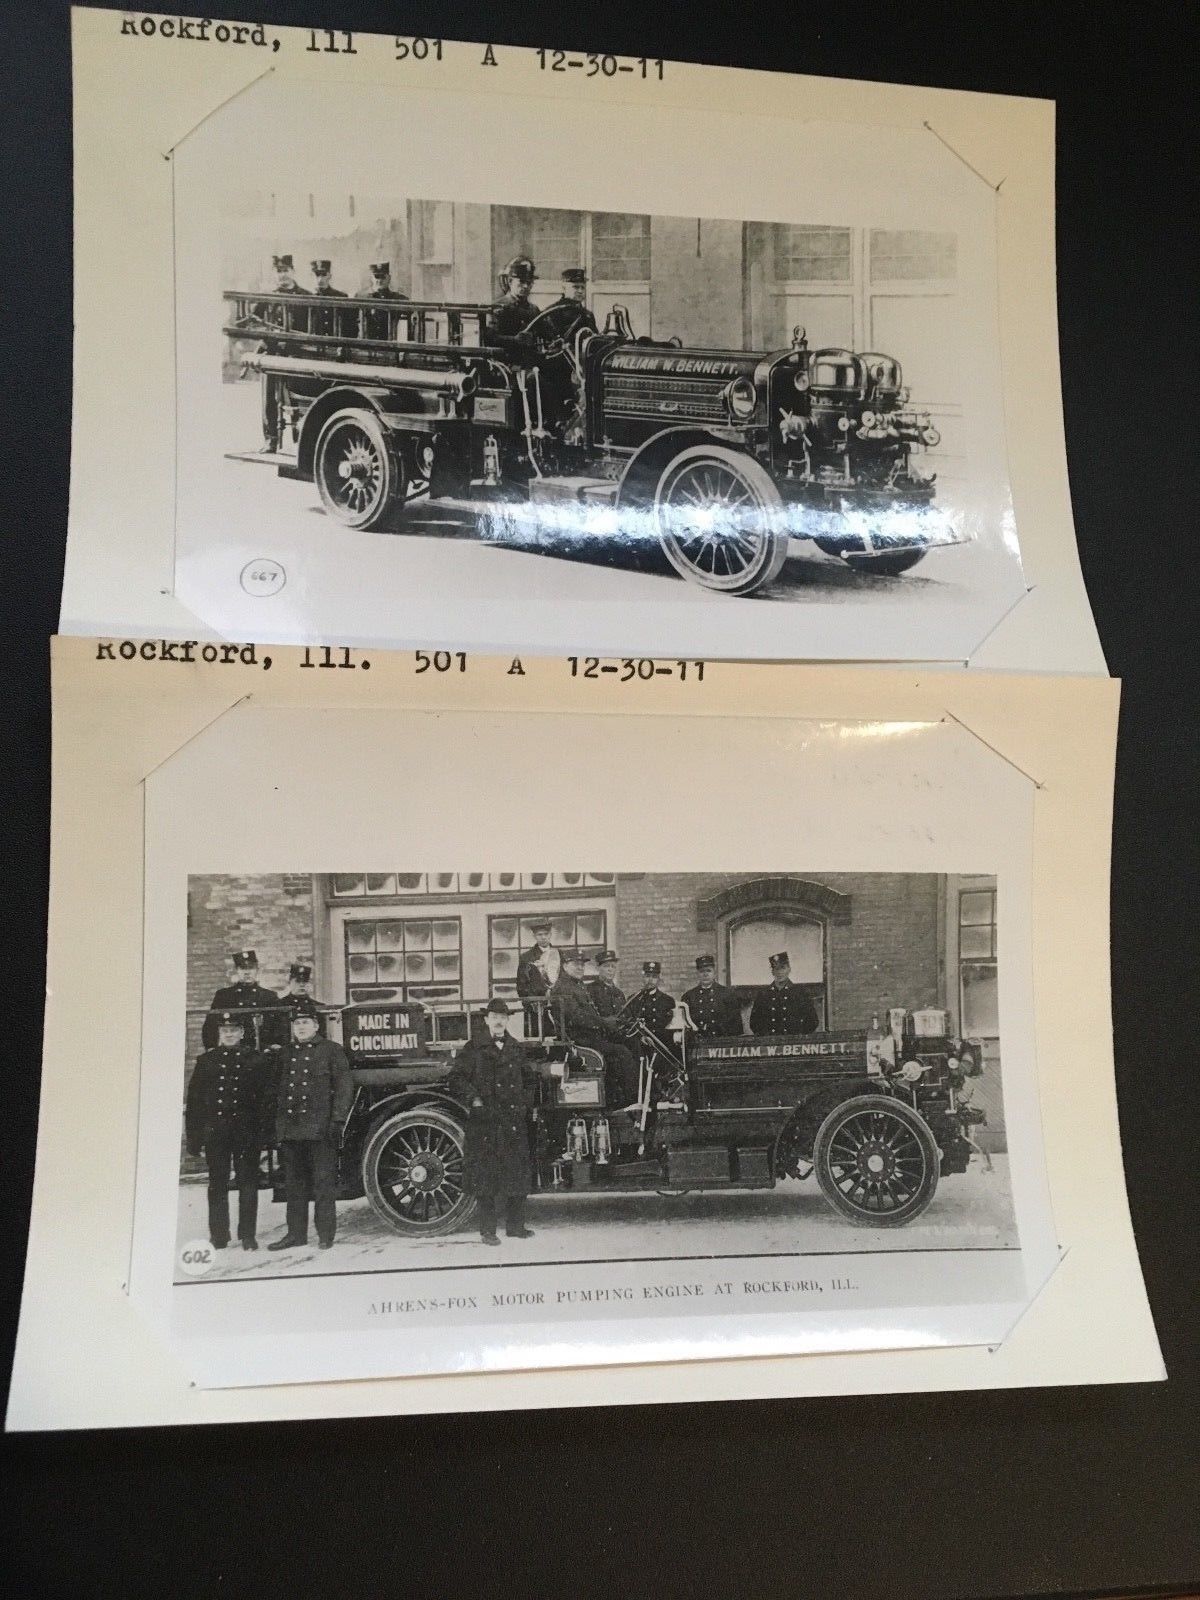 Rockford, Ill 501 A 12-30-11
WILLIAM W. BENNETT.
667
Rockford, Ill. 501 A 12-30-11
MADE IN
CINCINNATI
WILLIAM W. BENNETT.
602
AHRENS-FOX MOTOR PUMPING ENGINE AT ROCKFORD, ILL.